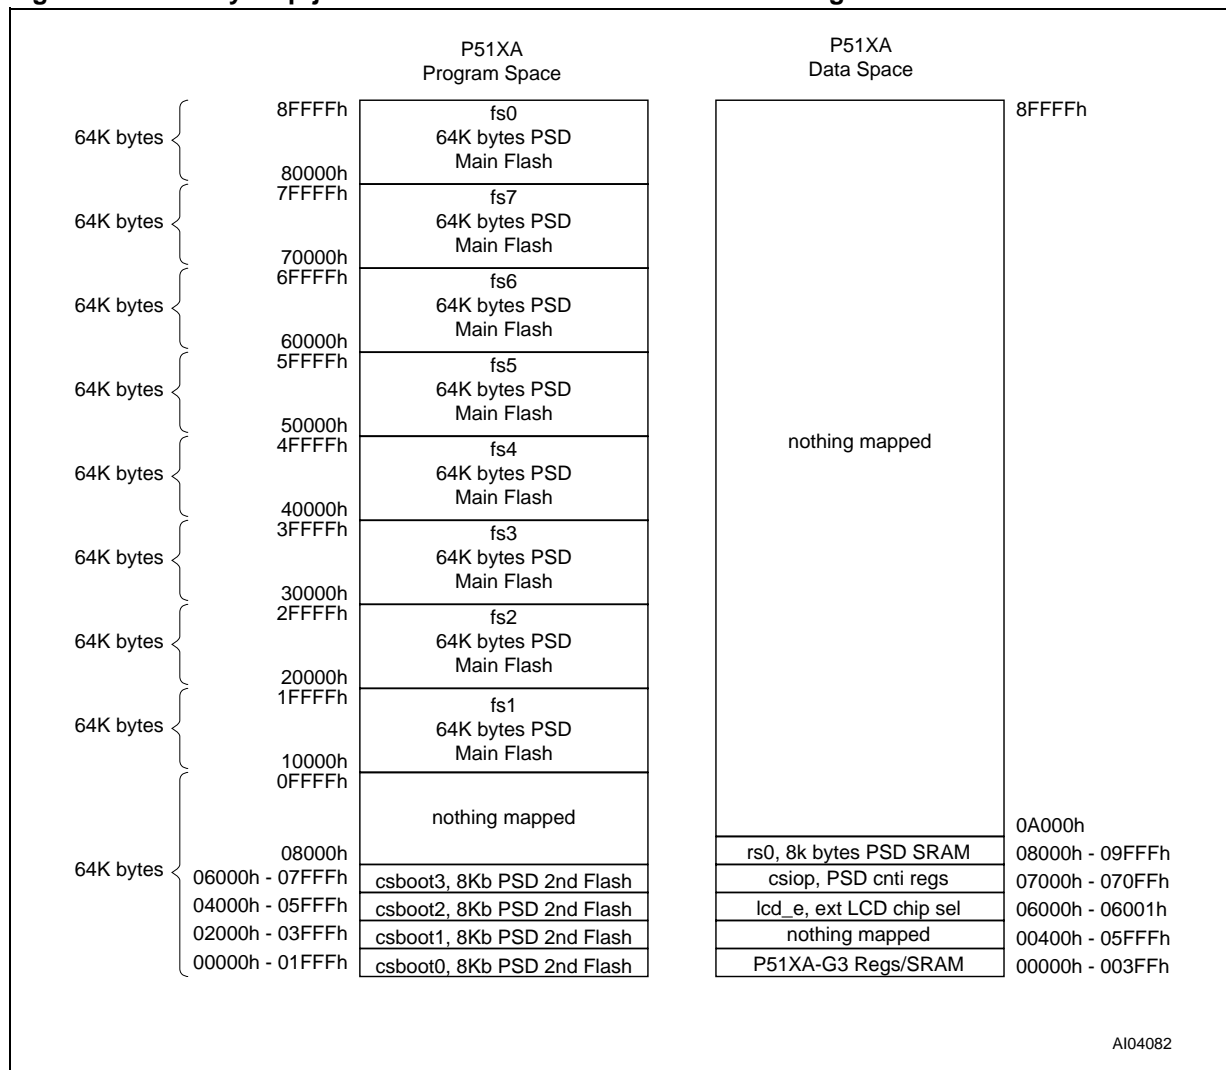 P51XA
Program Space
P51XA
Data Space
64K bytes
8FFFFh
80000h
fs0
64K bytes PSD
Main Flash
64K bytes
7FFFFh
70000h
fs7
64K bytes PSD
Main Flash
64K bytes
6FFFFh
60000h
fs6
64K bytes PSD
Main Flash
64K bytes
5FFFFh
50000h
fs5
64K bytes PSD
Main Flash
64K bytes
4FFFFh
40000h
fs4
64K bytes PSD
Main Flash
64K bytes
3FFFFh
30000h
fs3
64K bytes PSD
Main Flash
64K bytes
2FFFFh
20000h
fs2
64K bytes PSD
Main Flash
64K bytes
1FFFFh
10000h
fs1
64K bytes PSD
Main Flash
64K bytes
0FFFFh
08000h
nothing mapped
06000h - 07FFFh
csboot3, 8Kb PSD 2nd Flash
04000h - 05FFFh
csboot2, 8Kb PSD 2nd Flash
02000h - 03FFFh
csboot1, 8Kb PSD 2nd Flash
00000h - 01FFFh
csboot0, 8Kb PSD 2nd Flash
8FFFFh
nothing mapped
0A000h
rs0, 8k bytes PSD SRAM
08000h - 09FFFh
csiop, PSD cntl regs
07000h - 070FFh
lcd_e, ext LCD chip sel
06000h - 06001h
nothing mapped
00400h - 05FFFh
P51XA-G3 Regs/SRAM
00000h - 003FFh
AI04082